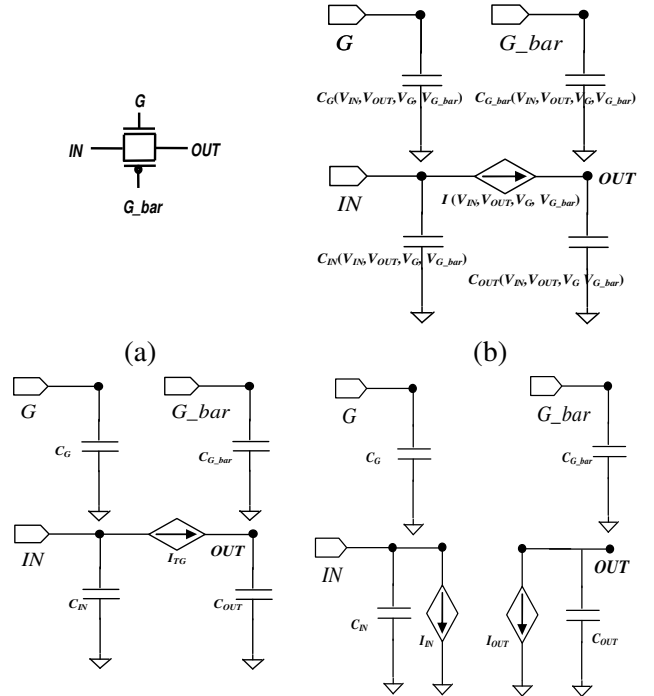 G
IN
OUT
G_bar
(a)
G
G_bar
C_G(V_IN,V_OUT,V_G, V_G_bar)
C_G_bar(V_IN,V_OUT,V_G,V_G_bar)
IN
OUT
I (V_IN,V_OUT,V_G, V_G_bar)
C_IN(V_IN,V_OUT,V_G, V_G_bar)
C_OUT(V_IN,V_OUT,V_G V_G_bar)
(b)
G
G_bar
C_G
C_G_bar
IN
I_TG
OUT
C_IN
C_OUT
G
G_bar
C_G
C_G_bar
IN
OUT
C_IN
I_IN
I_OUT
C_OUT